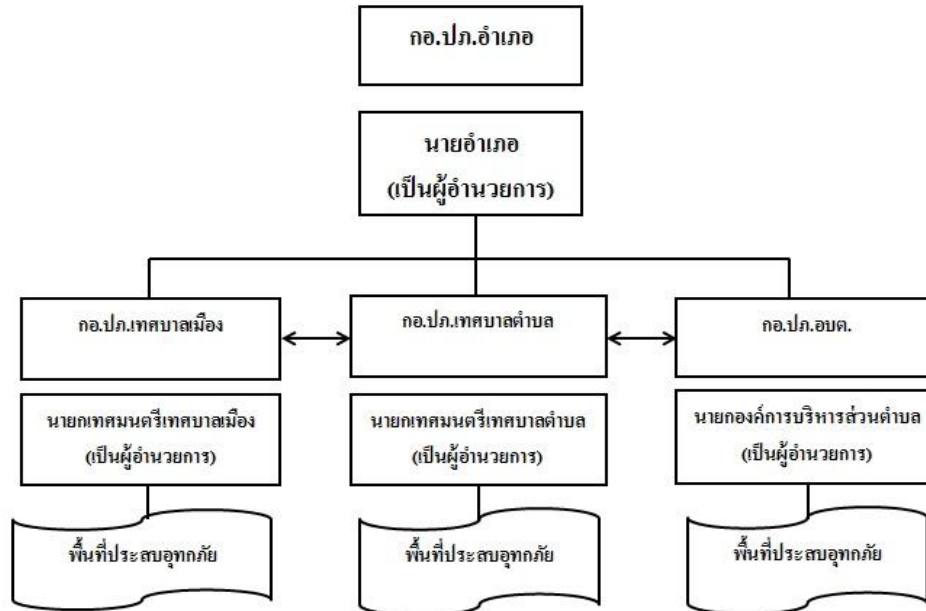 กอ.ปภ.อำเภอ
นายอำเภอ
(เป็นผู้อำนวยการ)
กอ.ปภ.เทศบาลเมือง
กอ.ปภ.เทศบาลตำบล
กอ.ปภ.อบต.
นายกเทศมนตรีเทศบาลเมือง
(เป็นผู้อำนวยการ)
นายกเทศมนตรีเทศบาลตำบล
(เป็นผู้อำนวยการ)
นายกองค์การบริหารส่วนตำบล
(เป็นผู้อำนวยการ)
พื้นที่ประสบอุทกภัย
พื้นที่ประสบอุทกภัย
พื้นที่ประสบอุทกภัย